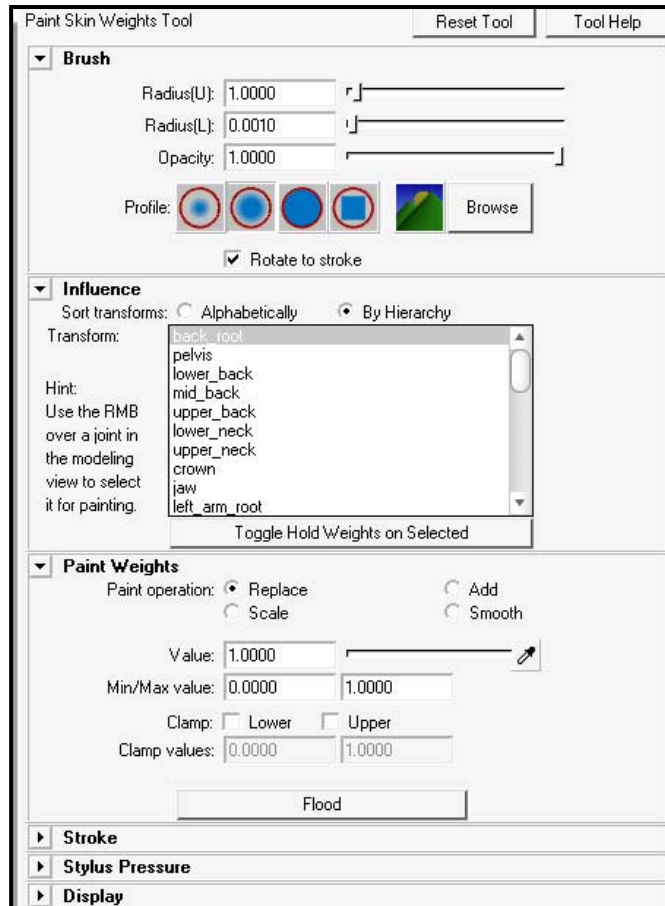 Paint Skin Weights Tool Reset Tool Tool Help
Brush
Radius(U): 1.0000
Radius(L): 0.0010
Opacity: 1.0000
Profile: Browse
Rotate to stroke
Influence
Sort transforms: Alphabetically By Hierarchy
Transform: back_root
pelvis
lower_back
Hint: mid_back
Use the RMB upper_back
over a joint in lower_neck
the modeling upper_neck
view to select crown
it for painting. jaw
left_arm_root
Toggle Hold Weights on Selected
Paint Weights
Paint operation: Replace Add
Scale Smooth
Value: 1.0000
Min/Max value: 0.0000 1.0000
Clamp: Lower Upper
Clamp values: 0.0000 1.0000
Flood
Stroke
Stylus Pressure
Display